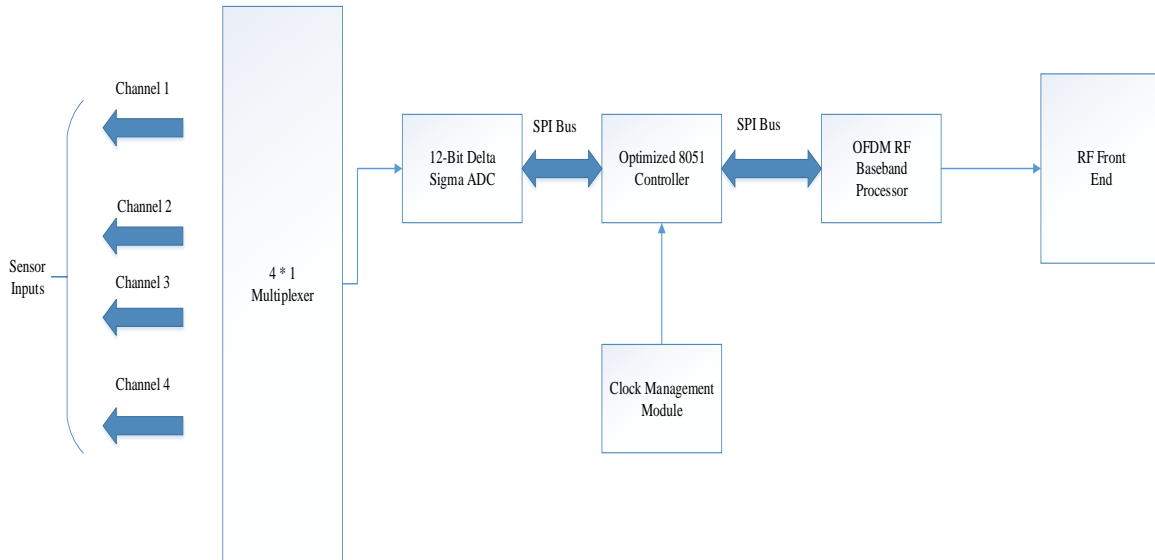 Sensor
Inputs
Channel 1
Channel 2
Channel 3
Channel 4
4 * 1
Multiplexer
12-Bit Delta
Sigma ADC
SPI Bus
Optimized 8051
Controller
SPI Bus
OFDM RF
Baseband
Processor
RF Front
End
Clock Management
Module